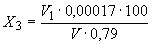 X₃ = (V₁ · 0,00017 · 100) / (V · 0,79)